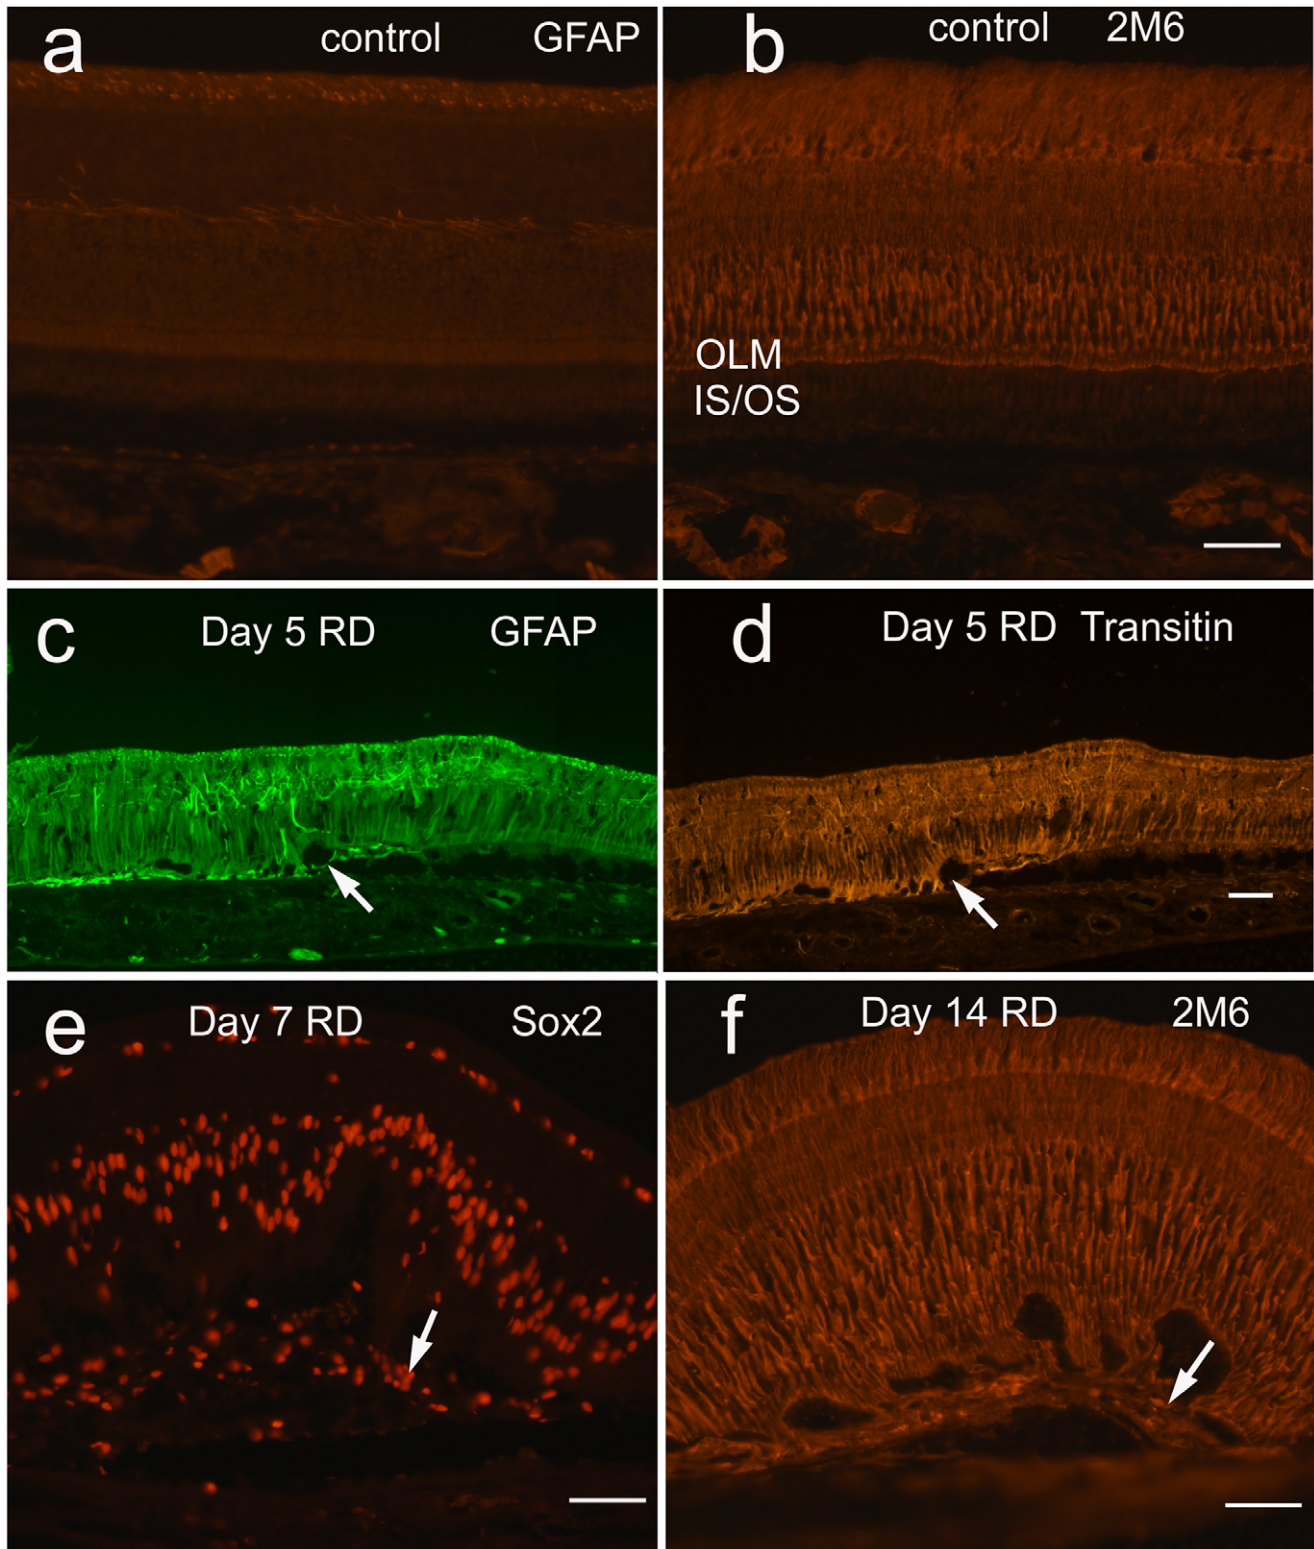 a control GFAP
b control 2M6
OLM
IS/OS
c Day 5 RD GFAP
d Day 5 RD Transitin
e Day 7 RD Sox2
f Day 14 RD 2M6